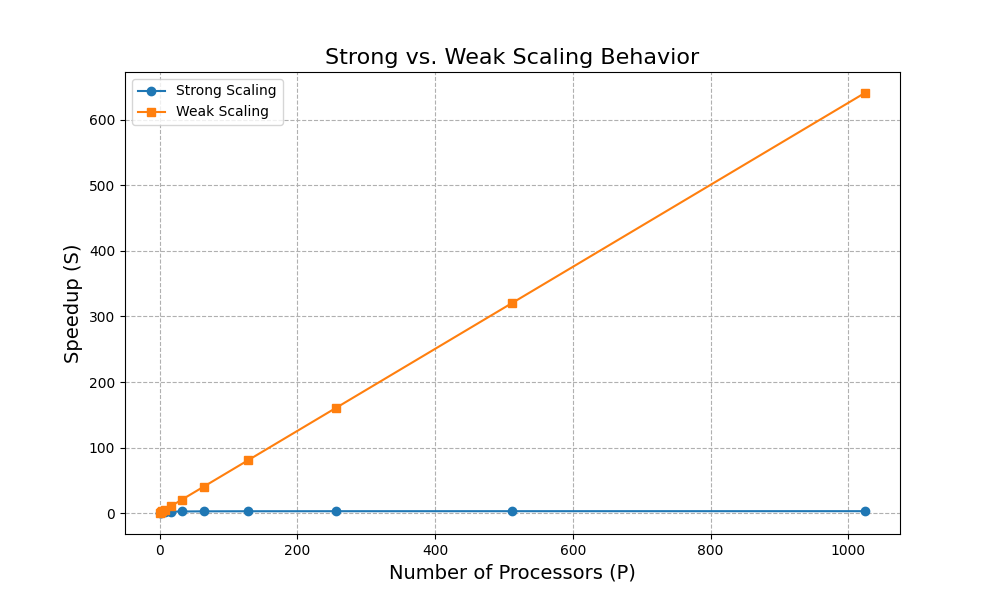 Strong vs. Weak Scaling Behavior
Strong Scaling
Weak Scaling
Speedup (S)
600
500
400
300
200
100
0
0 200 400 600 800 1000
Number of Processors (P)